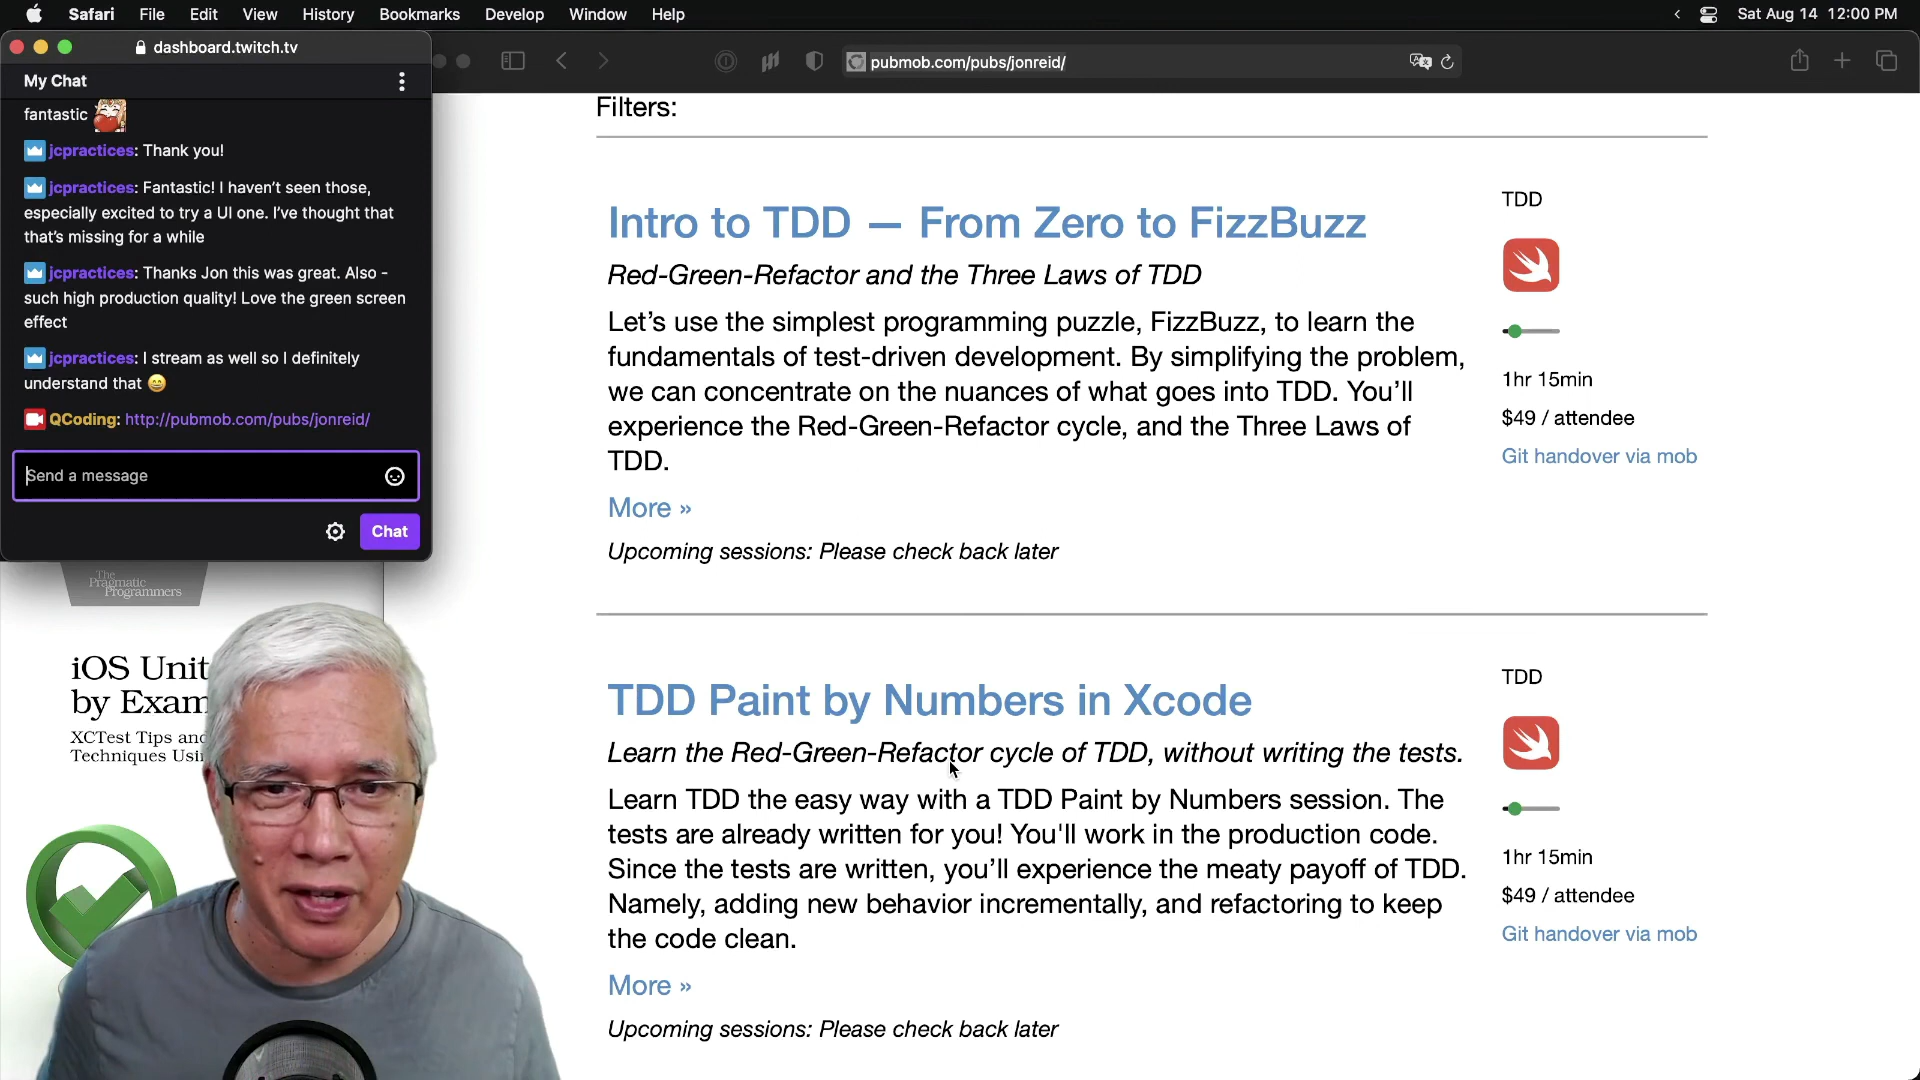 Safari File Edit View History Bookmarks Develop Window Help
Sat Aug 14 12:00 PM
dashboard.twitch.tv
pubmob.com/pubs/jonreid/
My Chat
fantastic
jcpractices: Thank you!
jcpractices: Fantastic! I haven’t seen those,
especially excited to try a UI one. I’ve thought that
that’s missing for a while
jcpractices: Thanks Jon this was great. Also -
such high production quality! Love the green screen
effect
jcpractices: I stream as well so I definitely
understand that 😄
QCoding: http://pubmob.com/pubs/jonreid/
Send a message
Chat
The
Pragmatic
Programmers
iOS Unit
by Exam
XCTest Tips and
Techniques Usi
Filters:
Intro to TDD — From Zero to FizzBuzz
Red-Green-Refactor and the Three Laws of TDD
Let’s use the simplest programming puzzle, FizzBuzz, to learn the
fundamentals of test-driven development. By simplifying the problem,
we can concentrate on the nuances of what goes into TDD. You’ll
experience the Red-Green-Refactor cycle, and the Three Laws of
TDD.
More »
Upcoming sessions: Please check back later
TDD
1hr 15min
$49 / attendee
Git handover via mob
TDD Paint by Numbers in Xcode
Learn the Red-Green-Refactor cycle of TDD, without writing the tests.
Learn TDD the easy way with a TDD Paint by Numbers session. The
tests are already written for you! You'll work in the production code.
Since the tests are written, you’ll experience the meaty payoff of TDD.
Namely, adding new behavior incrementally, and refactoring to keep
the code clean.
More »
Upcoming sessions: Please check back later
TDD
1hr 15min
$49 / attendee
Git handover via mob